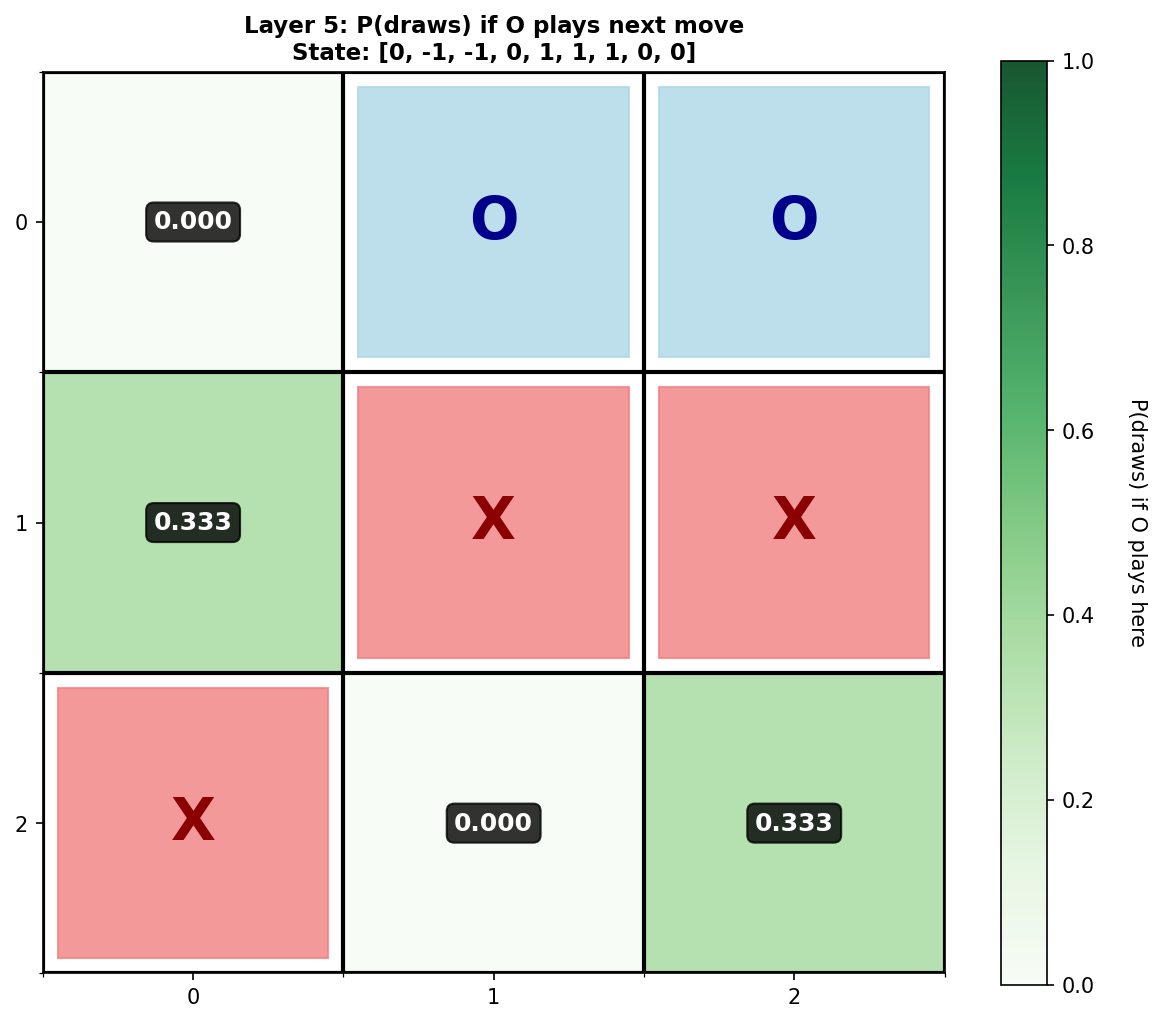 Layer 5: P(draws) if O plays next move
State: [0, -1, -1, 0, 1, 1, 1, 0, 0]
0.000
O
O
0.333
X
X
X
0.000
0.333
0
1
2
0
1
2
1.0
0.8
0.6
0.4
0.2
0.0
P(draws) if O plays here